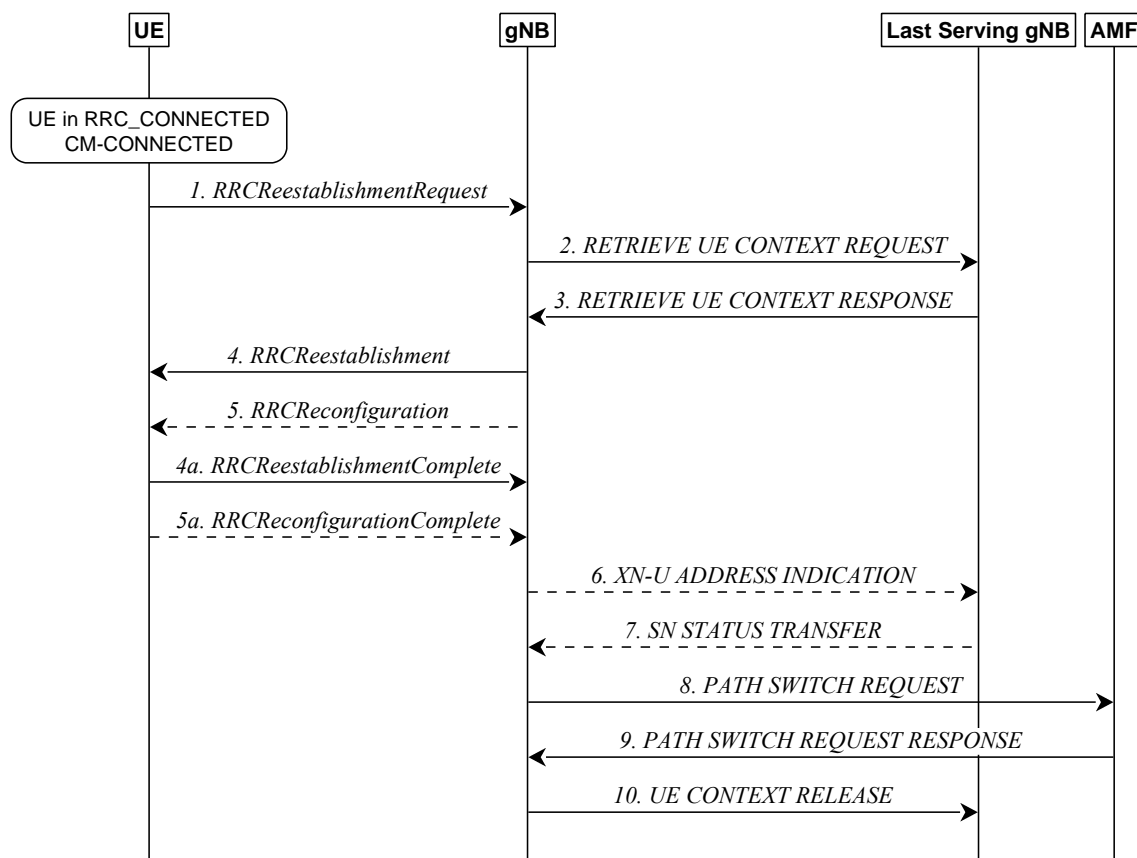 UE
gNB
Last Serving gNB
AMF
UE in RRC_CONNECTED
CM-CONNECTED
1. RRCReestablishmentRequest
2. RETRIEVE UE CONTEXT REQUEST
3. RETRIEVE UE CONTEXT RESPONSE
4. RRCReestablishment
5. RRCReconfiguration
4a. RRCReestablishmentComplete
5a. RRCReconfigurationComplete
6. XN-U ADDRESS INDICATION
7. SN STATUS TRANSFER
8. PATH SWITCH REQUEST
9. PATH SWITCH REQUEST RESPONSE
10. UE CONTEXT RELEASE